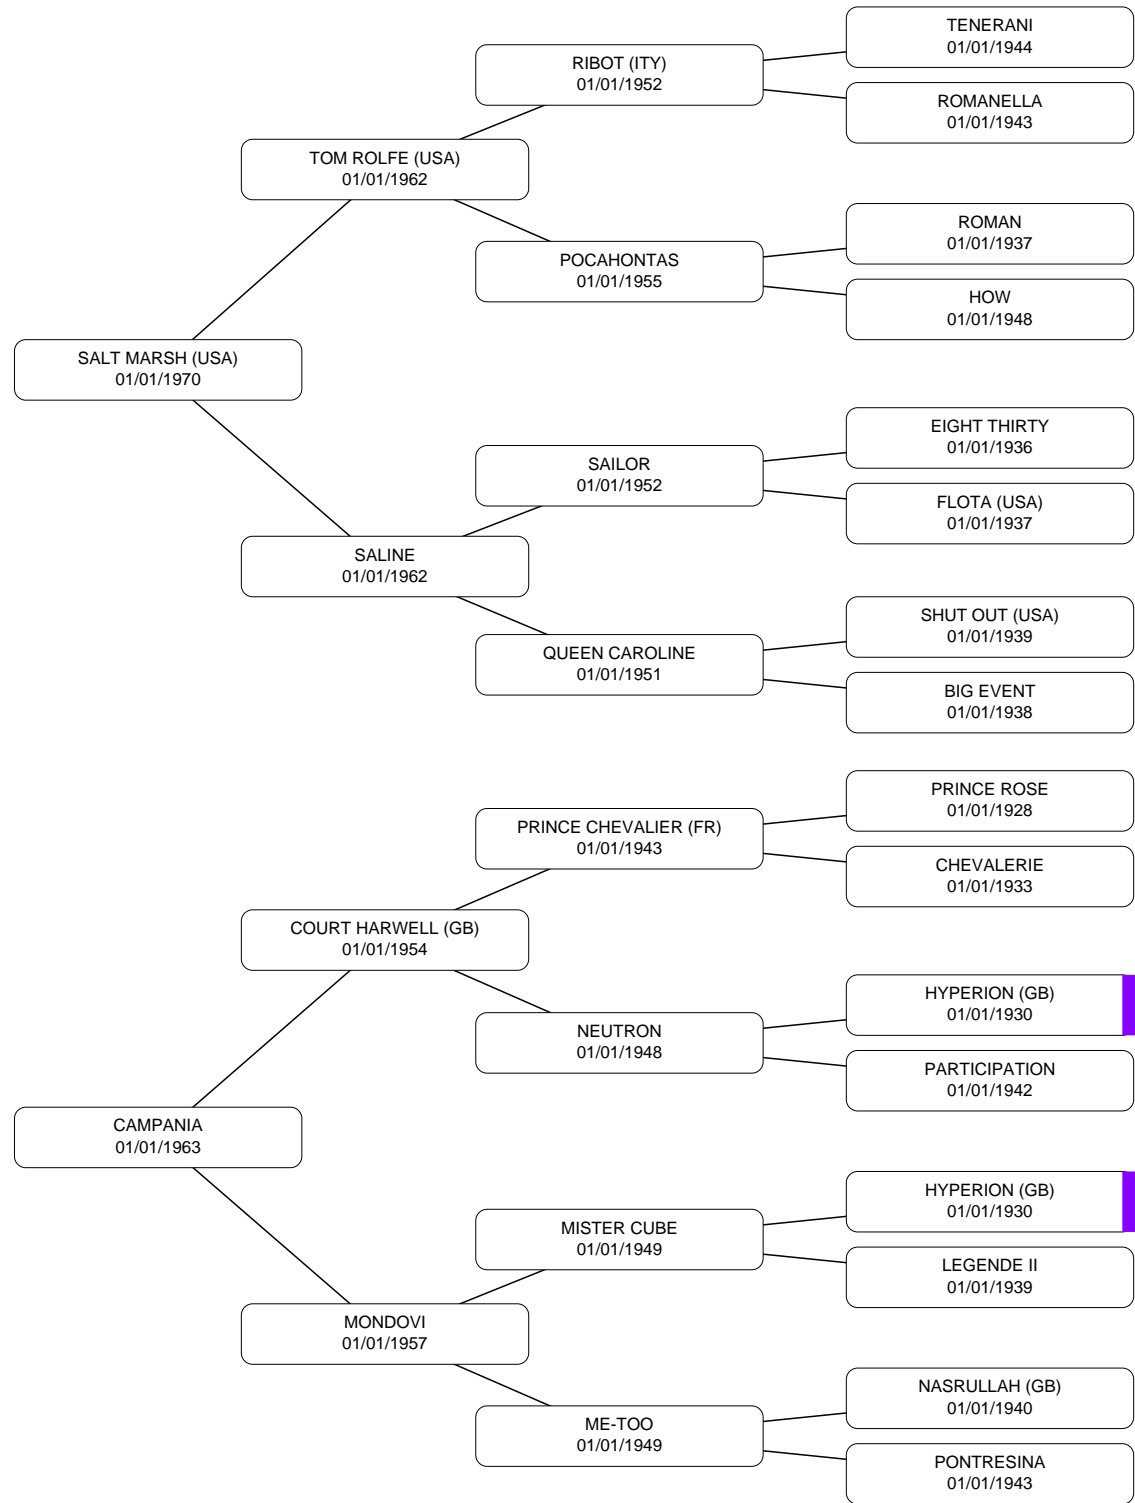 TENERANI
01/01/1944
RIBOT (ITY)
01/01/1952
ROMANELLA
01/01/1943
TOM ROLFE (USA)
01/01/1962
ROMAN
01/01/1937
POCAHONTAS
01/01/1955
HOW
01/01/1948
SALT MARSH (USA)
01/01/1970
EIGHT THIRTY
01/01/1936
SAILOR
01/01/1952
FLOTA (USA)
01/01/1937
SALINE
01/01/1962
SHUT OUT (USA)
01/01/1939
QUEEN CAROLINE
01/01/1951
BIG EVENT
01/01/1938
PRINCE ROSE
01/01/1928
PRINCE CHEVALIER (FR)
01/01/1943
CHEVALERIE
01/01/1933
COURT HARWELL (GB)
01/01/1954
HYPERION (GB)
01/01/1930
NEUTRON
01/01/1948
PARTICIPATION
01/01/1942
CAMPANIA
01/01/1963
HYPERION (GB)
01/01/1930
MISTER CUBE
01/01/1949
LEGENDE II
01/01/1939
MONDOVI
01/01/1957
NASRULLAH (GB)
01/01/1940
ME-TOO
01/01/1949
PONTRESINA
01/01/1943